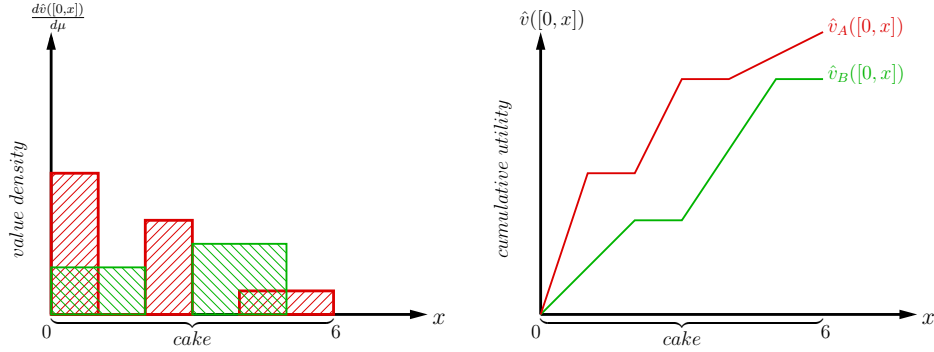 dv̂([0,x])
dμ
value density
0
6
x
cake
v̂([0, x])
cumulative utility
v̂_A([0, x])
v̂_B([0, x])
0
6
x
cake